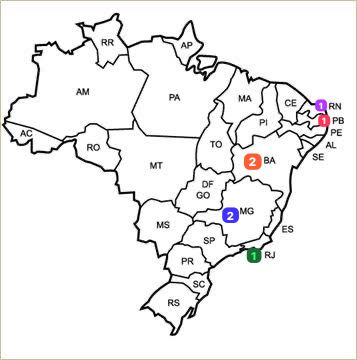 RR
AP
AM
PA
MA
CE
1 RN
1 PB
PI
PE
AL
SE
AC
RO
TO
MT
2 BA
DF
GO
2 MG
MS
ES
SP
1 RJ
PR
SC
RS